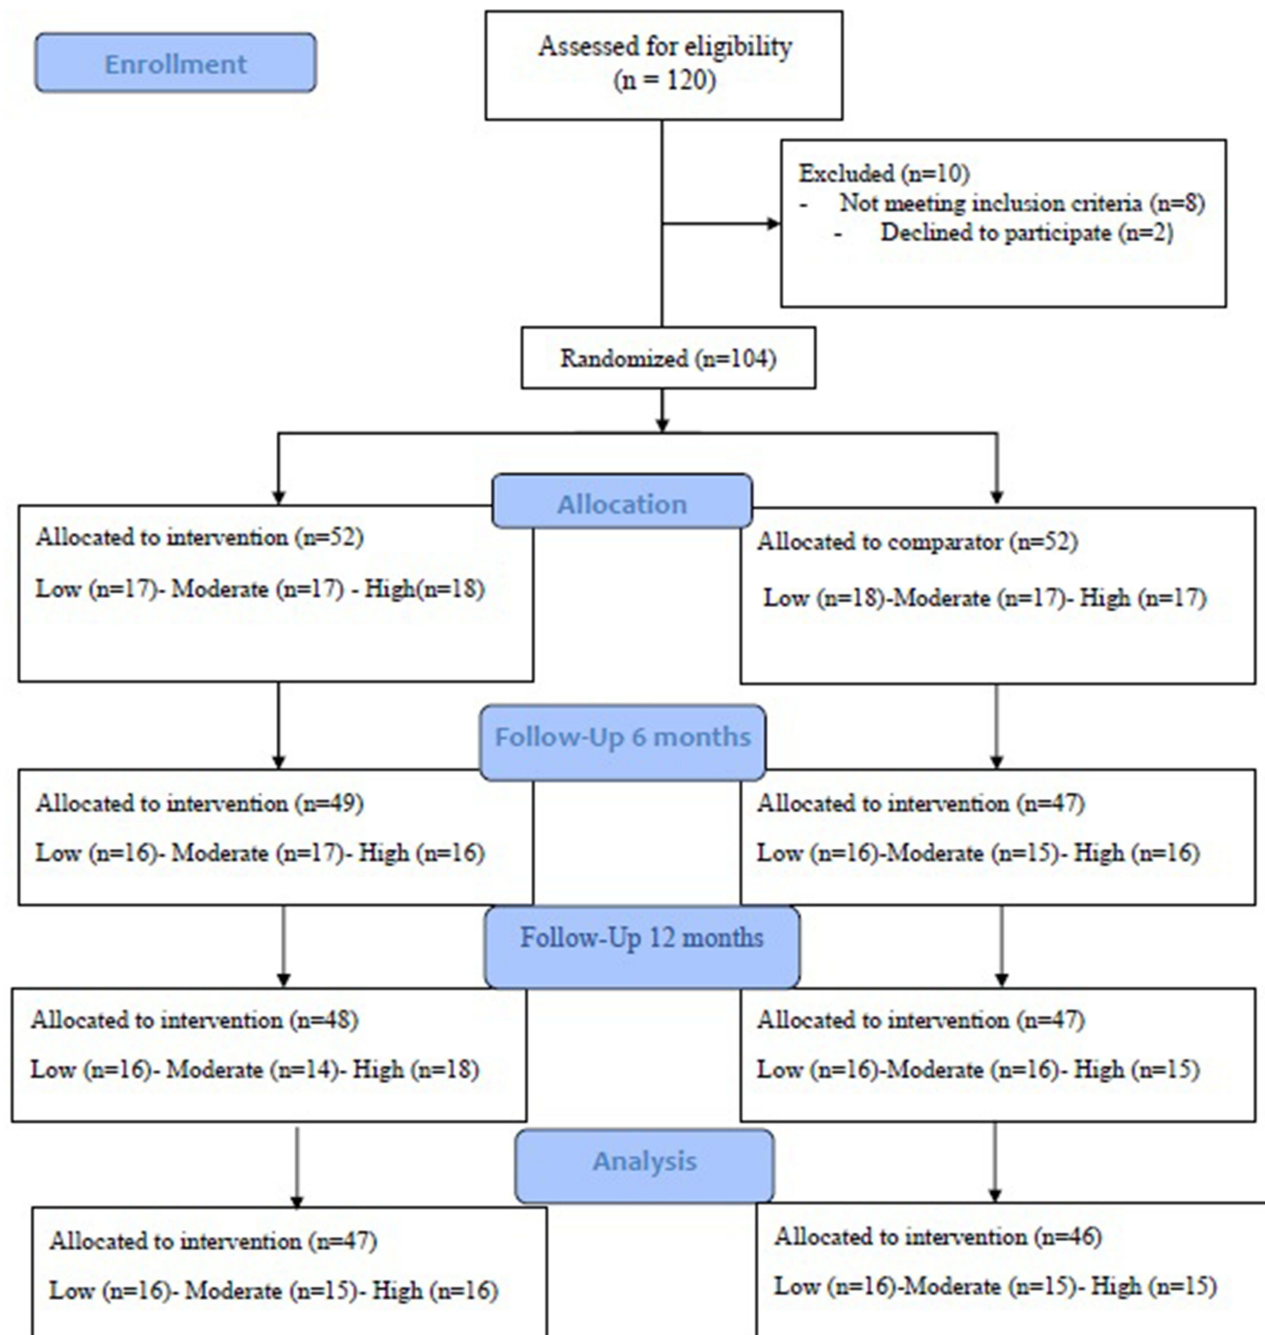 Enrollment
Assessed for eligibility
(n = 120)
Excluded (n=10)
- Not meeting inclusion criteria (n=8)
- Declined to participate (n=2)
Randomized (n=104)
Allocation
Allocated to intervention (n=52)
Low (n=17)- Moderate (n=17) - High(n=18)
Allocated to comparator (n=52)
Low (n=18)-Moderate (n=17)- High (n=17)
Follow-Up 6 months
Allocated to intervention (n=49)
Low (n=16)- Moderate (n=17)- High (n=16)
Allocated to intervention (n=47)
Low (n=16)-Moderate (n=15)- High (n=16)
Follow-Up 12 months
Allocated to intervention (n=48)
Low (n=16)- Moderate (n=14)- High (n=18)
Allocated to intervention (n=47)
Low (n=16)-Moderate (n=16)- High (n=15)
Analysis
Allocated to intervention (n=47)
Low (n=16)- Moderate (n=15)- High (n=16)
Allocated to intervention (n=46)
Low (n=16)-Moderate (n=15)- High (n=15)